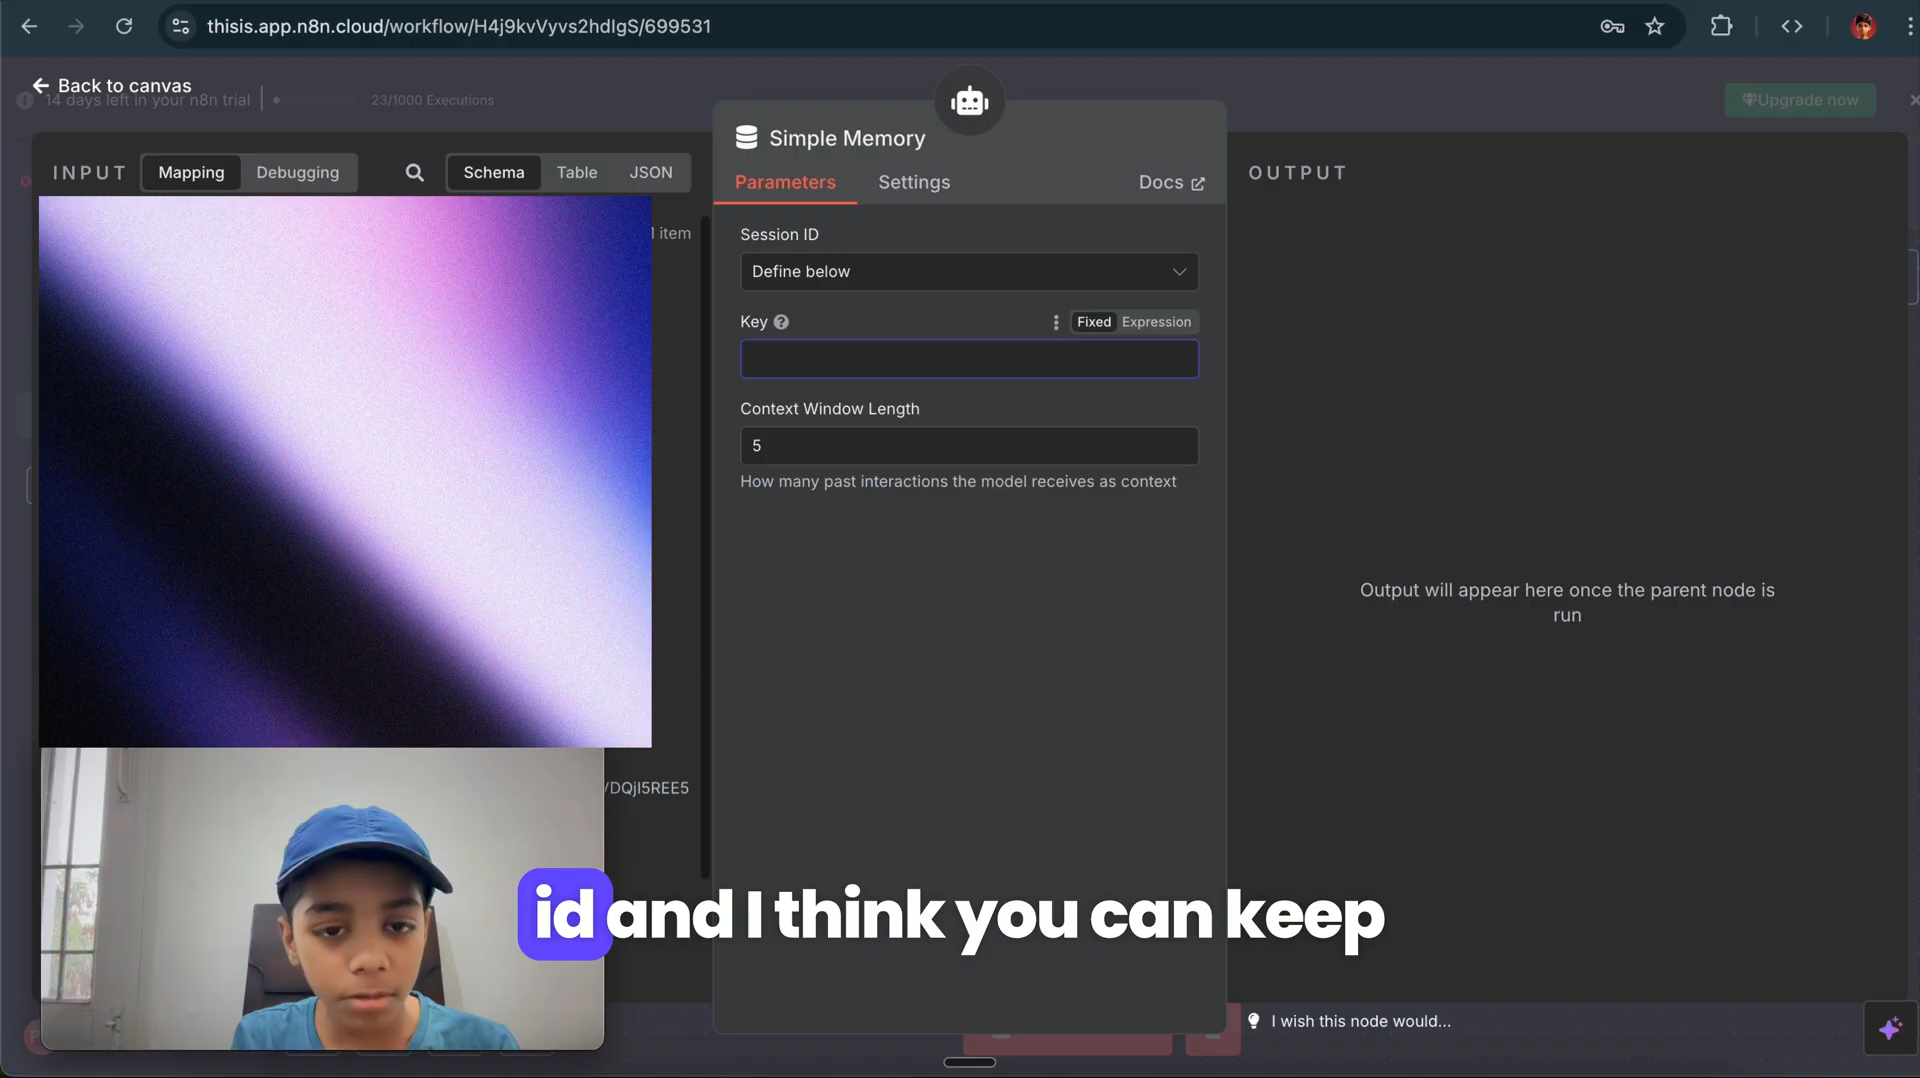 thisis.app.n8n.cloud/workflow/H4j9kvVyvs2hdIgS/699531
Back to canvas
14 days left in your n8n trial
23/1000 Executions
Upgrade now
INPUT
Mapping
Debugging
Schema
Table
JSON
item
Simple Memory
Parameters
Settings
Docs
Session ID
Define below
Key
Fixed
Expression
Context Window Length
5
How many past interactions the model receives as context
OUTPUT
Output will appear here once the parent node is
run
/DQjI5REE5
id and I think you can keep
I wish this node would...